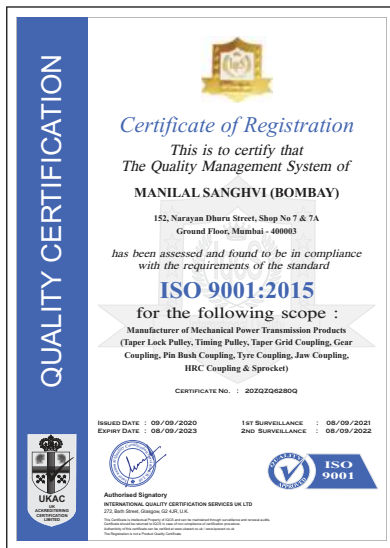 QUALITY CERTIFICATION
Certificate of Registration
This is to certify that
The Quality Management System of
MANILAL SANGHVI (BOMBAY)
152, Narayan Dhuru Street, Shop No 7 & 7A
Ground Floor, Mumbai - 400003
has been assessed and found to be in compliance
with the requirements of the standard
ISO 9001:2015
for the following scope :
Manufacturer of Mechanical Power Transmission Products
(Taper Lock Pulley, Timing Pulley, Taper Grid Coupling, Gear
Coupling, Pin Bush Coupling, Tyre Coupling, Jaw Coupling,
HRC Coupling & Sprocket)
Certificate No. : 20ZQZQ6280Q
Issued Date : 09/09/2020
Expiry Date : 08/09/2023
1st Surveillance : 08/09/2021
2nd Surveillance : 08/09/2022
UKAC
UK
ACCREDITERING
CERTIFICATION
LIMITED
QUALITY
APPROVED
ISO
9001
Authorised Signatory
INTERNATIONAL QUALITY CERTIFICATION SERVICES UK LTD
272, Bath Street, Glasgow, G2 4JR, U.K.